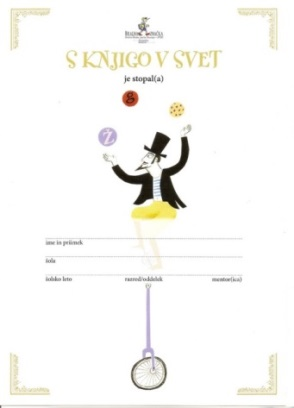 S KNJIGO V SVET
je stopal(a)
g
Ž
ime in priimek
šola
šolsko leto razred/oddelek mentor(ica)